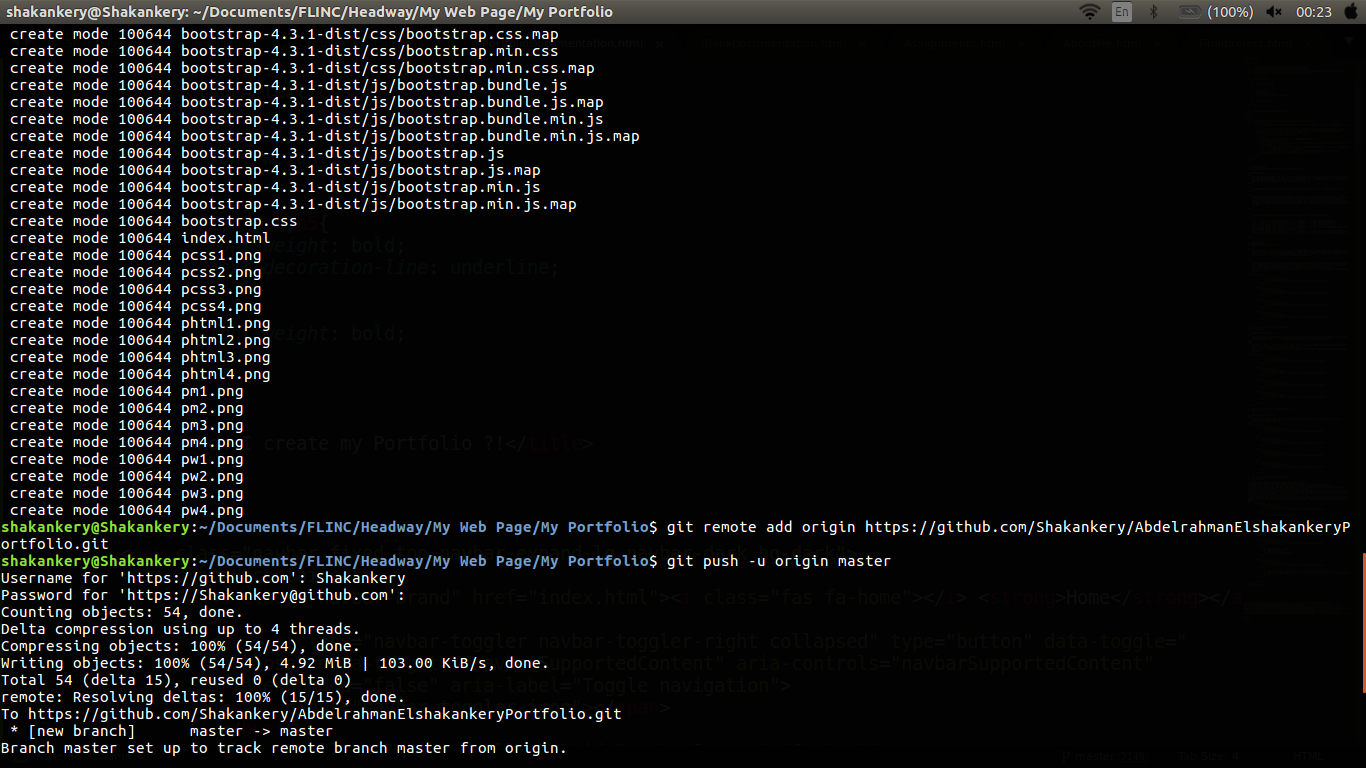 shakankery@Shakankery: ~/Documents/FLINC/Headway/My Web Page/My Portfolio
En (100%) 00:23
create mode 100644 bootstrap-4.3.1-dist/css/bootstrap.css.map
create mode 100644 bootstrap-4.3.1-dist/css/bootstrap.min.css
create mode 100644 bootstrap-4.3.1-dist/css/bootstrap.min.css.map
create mode 100644 bootstrap-4.3.1-dist/js/bootstrap.bundle.js
create mode 100644 bootstrap-4.3.1-dist/js/bootstrap.bundle.js.map
create mode 100644 bootstrap-4.3.1-dist/js/bootstrap.bundle.min.js
create mode 100644 bootstrap-4.3.1-dist/js/bootstrap.bundle.min.js.map
create mode 100644 bootstrap-4.3.1-dist/js/bootstrap.js
create mode 100644 bootstrap-4.3.1-dist/js/bootstrap.js.map
create mode 100644 bootstrap-4.3.1-dist/js/bootstrap.min.js
create mode 100644 bootstrap-4.3.1-dist/js/bootstrap.min.js.map
create mode 100644 bootstrap.css
create mode 100644 index.html
create mode 100644 pcss1.png
create mode 100644 pcss2.png
create mode 100644 pcss3.png
create mode 100644 pcss4.png
create mode 100644 phtml1.png
create mode 100644 phtml2.png
create mode 100644 phtml3.png
create mode 100644 phtml4.png
create mode 100644 pm1.png
create mode 100644 pm2.png
create mode 100644 pm3.png
create mode 100644 pm4.png
create mode 100644 pw1.png
create mode 100644 pw2.png
create mode 100644 pw3.png
create mode 100644 pw4.png
shakankery@Shakankery:~/Documents/FLINC/Headway/My Web Page/My Portfolio$ git remote add origin https://github.com/Shakankery/AbdelrahmanElshakankeryP
ortfolio.git
shakankery@Shakankery:~/Documents/FLINC/Headway/My Web Page/My Portfolio$ git push -u origin master
Username for 'https://github.com': Shakankery
Password for 'https://Shakankery@github.com':
Counting objects: 54, done.
Delta compression using up to 4 threads.
Compressing objects: 100% (54/54), done.
Writing objects: 100% (54/54), 4.92 MiB | 103.00 KiB/s, done.
Total 54 (delta 15), reused 0 (delta 0)
remote: Resolving deltas: 100% (15/15), done.
To https://github.com/Shakankery/AbdelrahmanElshakankeryPortfolio.git
* [new branch] master -> master
Branch master set up to track remote branch master from origin.